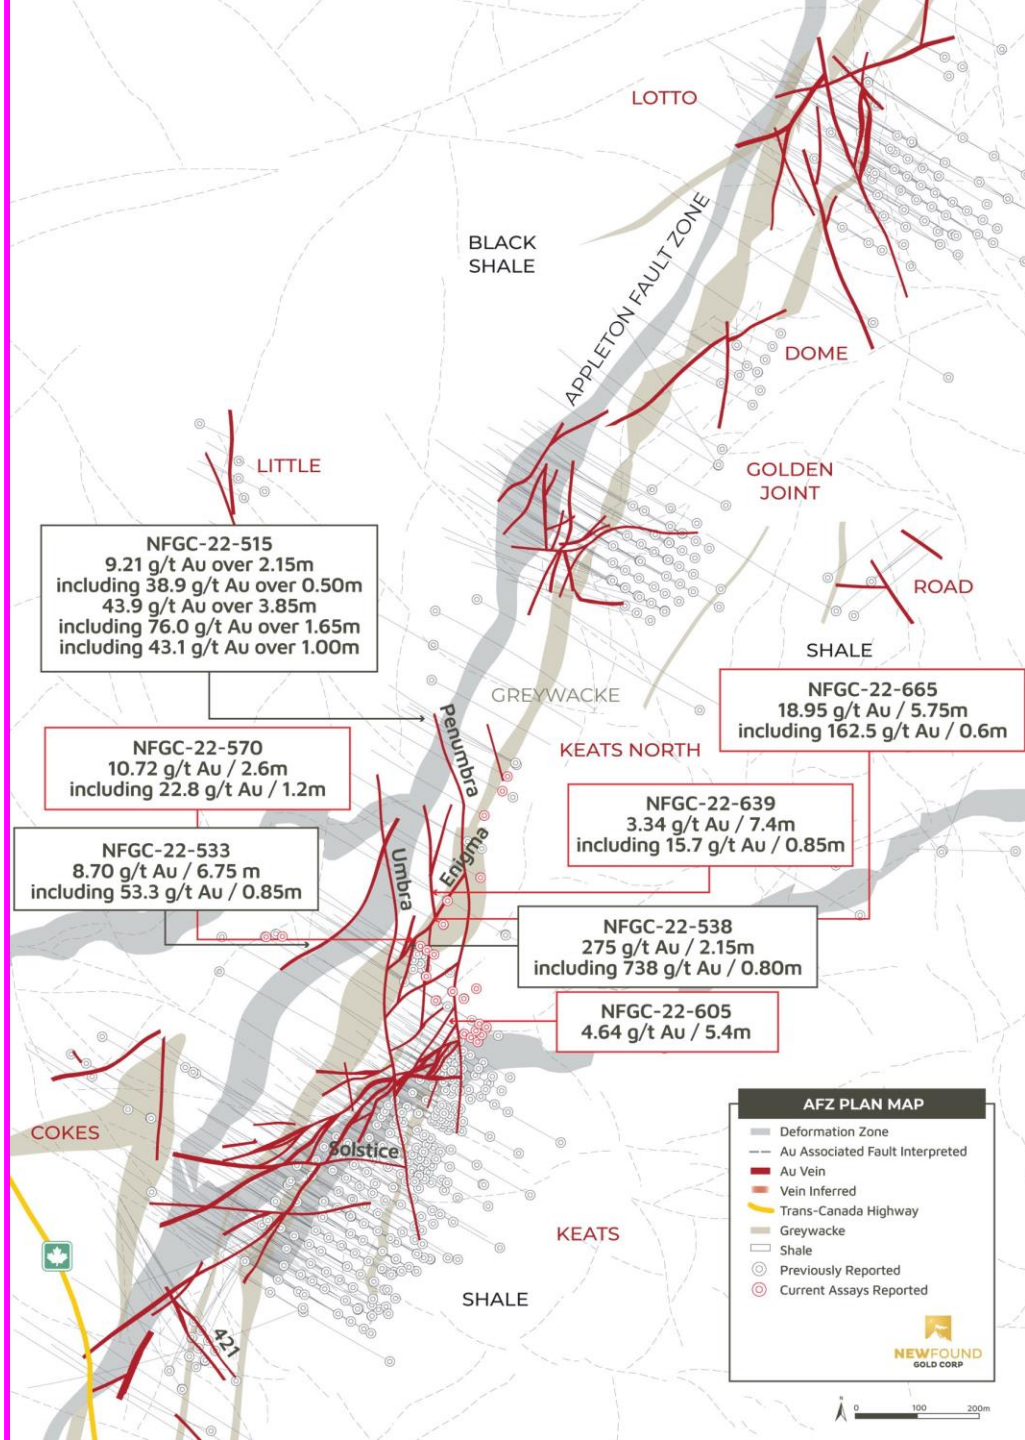 LOTTO
BLACK
SHALE
APPLETON FAULT ZONE
DOME
LITTLE
GOLDEN
JOINT
NFGC-22-515
9.21 g/t Au over 2.15m
including 38.9 g/t Au over 0.50m
43.9 g/t Au over 3.85m
including 76.0 g/t Au over 1.65m
including 43.1 g/t Au over 1.00m
ROAD
SHALE
GREYWACKE
NFGC-22-665
18.95 g/t Au / 5.75m
including 162.5 g/t Au / 0.6m
Penumbra
KEATS NORTH
NFGC-22-570
10.72 g/t Au / 2.6m
including 22.8 g/t Au / 1.2m
NFGC-22-639
3.34 g/t Au / 7.4m
including 15.7 g/t Au / 0.85m
NFGC-22-533
8.70 g/t Au / 6.75 m
including 53.3 g/t Au / 0.85m
Umbra
Enigma
NFGC-22-538
275 g/t Au / 2.15m
including 738 g/t Au / 0.80m
NFGC-22-605
4.64 g/t Au / 5.4m
COKES
Solstice
KEATS
SHALE
421
AFZ PLAN MAP
Deformation Zone
Au Associated Fault Interpreted
Au Vein
Vein Inferred
Trans-Canada Highway
Greywacke
Shale
Previously Reported
Current Assays Reported
NEWFOUND
GOLD CORP
N
0 100 200m